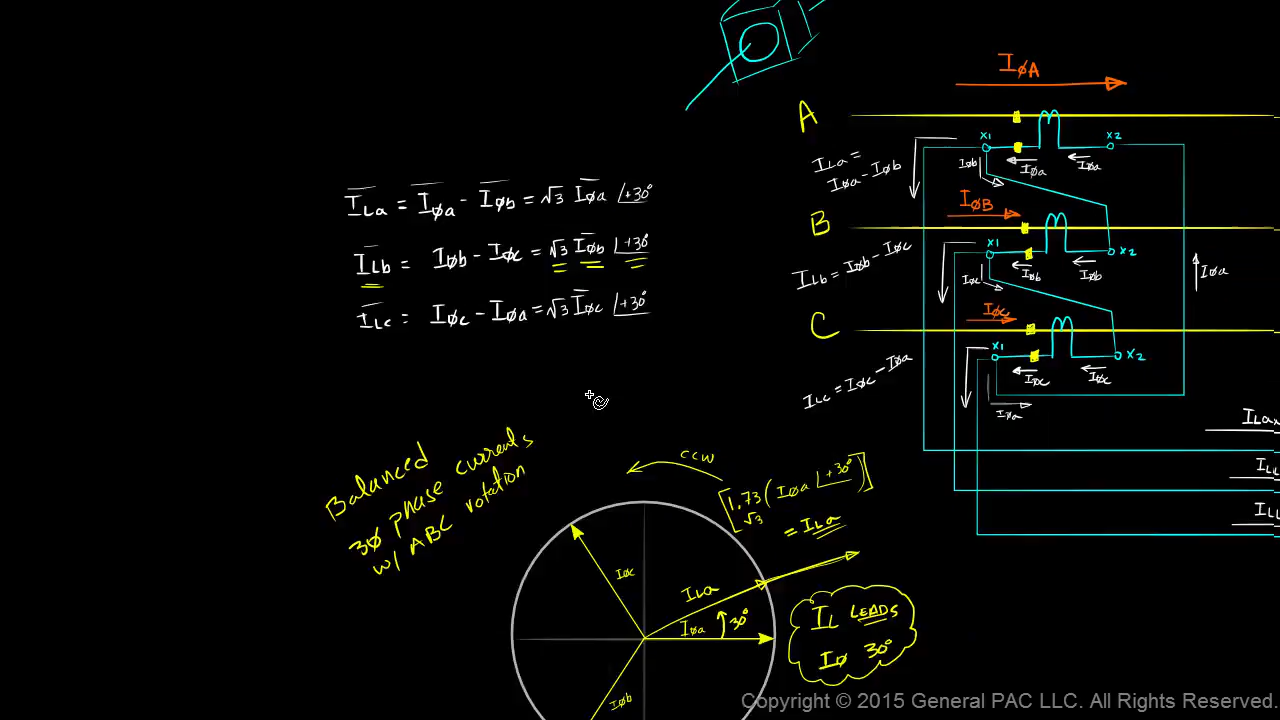 IøA
A
X1
X2
ILa =
Iøa - Iøb
Iøb
Iøa
Iøa
ILa = Iøa - Iøb = √3 Iøa ∠+30°
IøB
B
ILb = Iøb - Iøc = √3 Iøb ∠+30°
X1
X2
ILb = Iøb - Iøc
Iøc
Iøb
Iøb
Iøa
ILc = Iøc - Iøa = √3 Iøc ∠+30°
Iøc
C
X1
X2
ILc = Iøc - Iøa
Iøc
Iøc
Iøa
Balanced
3ø phase currents
w/ ABC rotation
CCW
[1.73 (Iøa ∠+30°)]
√3
= ILa
Iøc
ILa
Iøa
30°
Iøb
IL LEADS
Iø 30°
Copyright © 2015 General PAC LLC. All Rights Reserved.